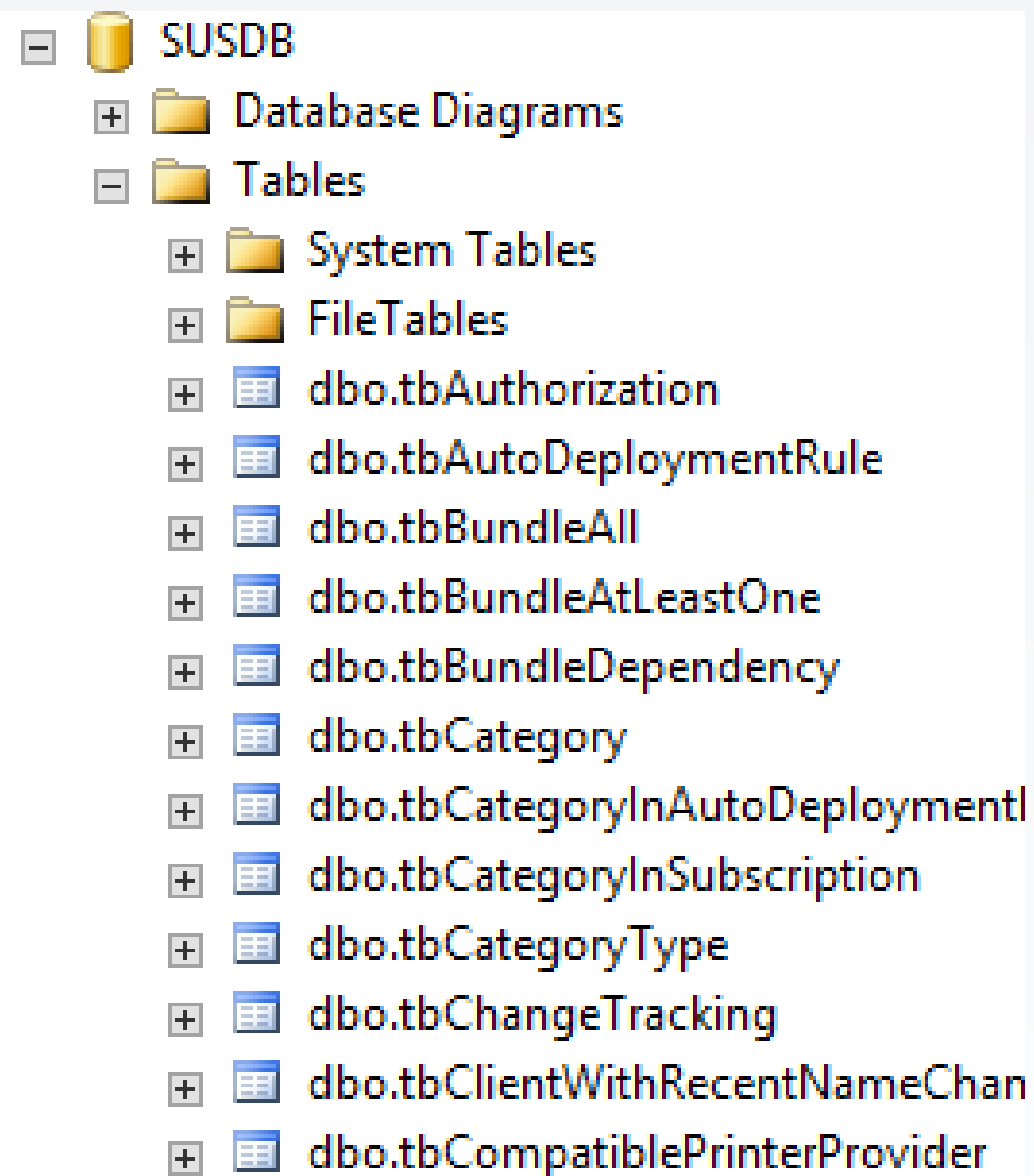 SUSDB
Database Diagrams
Tables
System Tables
FileTables
dbo.tbAuthorization
dbo.tbAutoDeploymentRule
dbo.tbBundleAll
dbo.tbBundleAtLeastOne
dbo.tbBundleDependency
dbo.tbCategory
dbo.tbCategoryInAutoDeployment
dbo.tbCategoryInSubscription
dbo.tbCategoryType
dbo.tbChangeTracking
dbo.tbClientWithRecentNameChan
dbo.tbCompatiblePrinterProvider